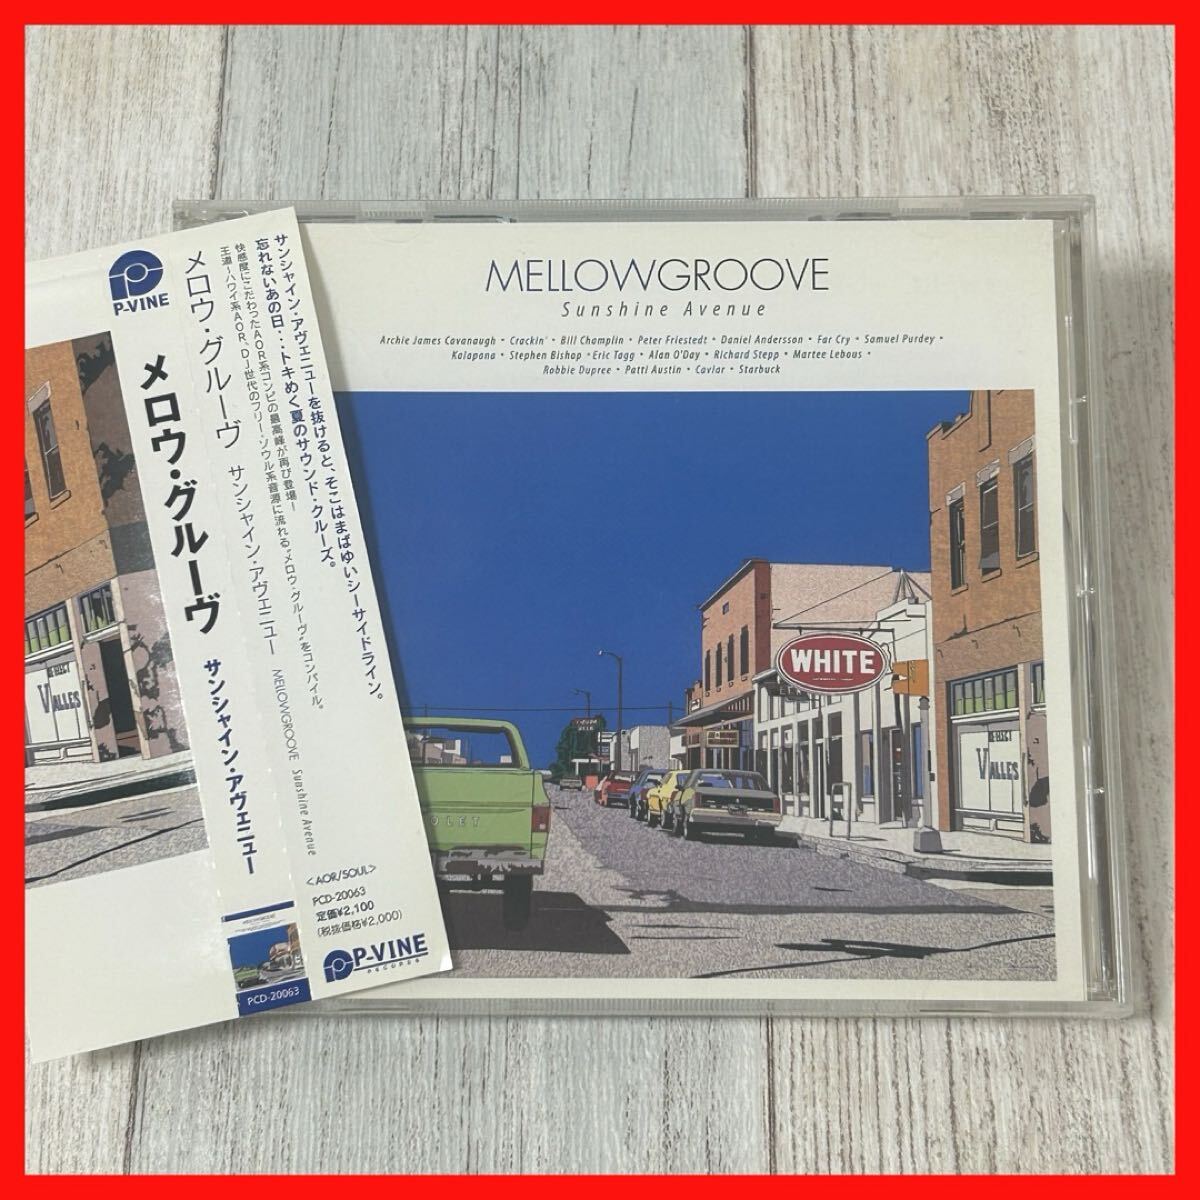 P-VINE
メロウ・グルーヴ
サンシャイン・アヴェニュー
メロウ・グルーヴ サンシャイン・アヴェニュー
MELLOWGROOVE Sunshine Avenue
PCD-20063
サンシャイン・アヴェニューを抜けると、そこはまばゆいシーサイドライン。
忘れないあの日・・・トキめく夏のサウンド・クルーズ。
快感度にこだわったAOR系コンピの最高峰が再び登場ー
王道〜ハワイ系AOR、DJ世代のフリー・ソウル系音源に流れる"メロウ・グルーヴ"をコンパイル。
<AOR/SOUL>
PCD-20063
定価¥2,100
(税抜価格¥2,000)
P-VINE
RECORDS
MELLOWGROOVE
Sunshine Avenue
Archie James Cavanaugh • Crackin' • Bill Champlin • Peter Friestedt • Daniel Andersson • Far Cry • Samuel Purdey •
Kalapana • Stephen Bishop • Eric Tagg • Alan O'Day • Richard Stepp • Martee Lebous •
Robbie Dupree • Patti Austin • Caviar • Starbuck
WHITE
VALLES
VALLES
OLET